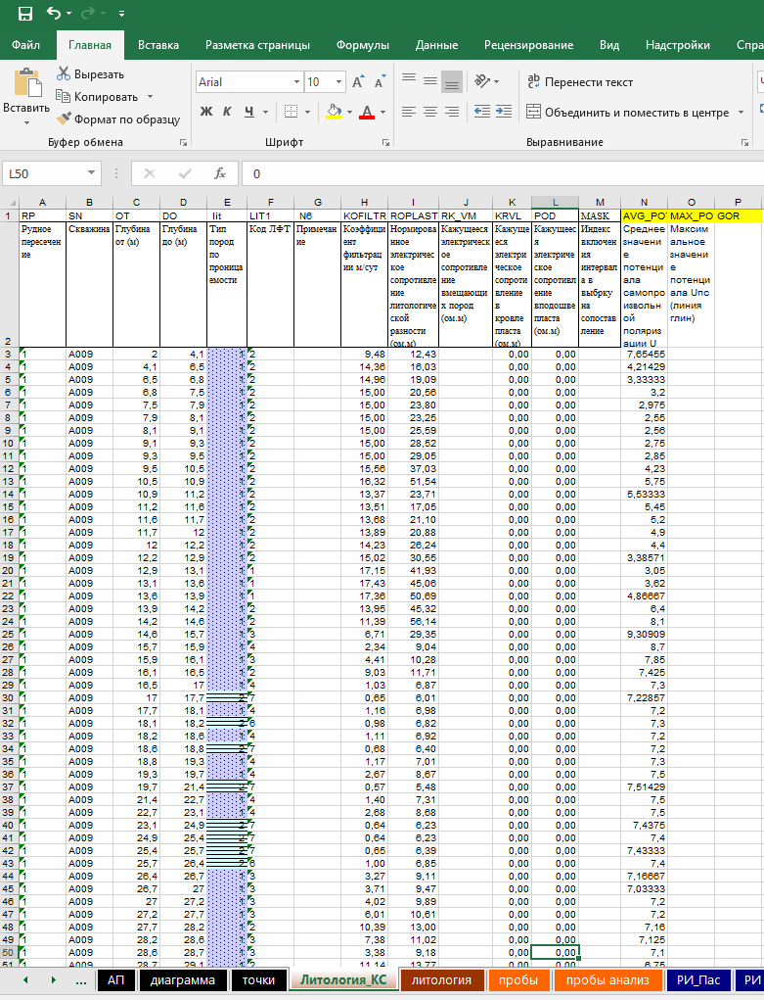 Файл Главная Вставка Разметка страницы Формулы Данные Рецензирование Вид Надстройки Спра
Вставить
Вырезать
Копировать
Формат по образцу
Буфер обмена
Arial 10
Ж К Ч
Шрифт
Перенести текст
Объединить и поместить в центре
Выравнивание
L50 fx 0
A B C D E F G H I J K L M N O P
1 RP SN OT DO lit LIT1 N6 KOFILTR ROPLAST RK_VM KRVL POD MASK AVG_PO MAX_PO GOR
2
Рудное пересечение
Скважина
Глубина от (м)
Глубина до (м)
Тип пород по проницаемости
Код ЛФТ
Примечание
Коэффициент фильтрации м/сут
Нормированное электрическое сопротивление литологической разности (ом.м)
Кажущееся электрическое сопротивление вмещающих пород (ом.м)
Кажущееся электрическое сопротивление в кровле пласта (ом.м)
Кажущееся электрическое сопротивление вподошве пласта (ом.м)
Индекс включения интервала в выбрку на сопоставление
Среднее значение потенциала самопроизвольной поляризации U
Максимальное значение потенциала Uпс (линия глин)
3 1 A009 2 4,1 1 2 9,48 12,43 0,00 0,00 7,65455
4 1 A009 4,1 6,5 1 2 14,36 16,03 0,00 0,00 4,21429
5 1 A009 6,5 6,8 1 2 14,96 19,09 0,00 0,00 3,33333
6 1 A009 6,8 7,5 1 2 15,00 20,56 0,00 0,00 3,2
7 1 A009 7,5 7,9 1 2 15,00 23,80 0,00 0,00 2,975
8 1 A009 7,9 8,1 1 2 15,00 23,25 0,00 0,00 2,55
9 1 A009 8,1 9,1 1 2 15,00 25,59 0,00 0,00 2,56
10 1 A009 9,1 9,3 1 2 15,00 28,52 0,00 0,00 2,75
11 1 A009 9,3 9,5 1 2 15,00 29,05 0,00 0,00 2,85
12 1 A009 9,5 10,5 1 2 15,56 37,03 0,00 0,00 4,23
13 1 A009 10,5 10,9 1 2 16,32 51,54 0,00 0,00 5,75
14 1 A009 10,9 11,2 1 2 13,37 23,71 0,00 0,00 5,53333
15 1 A009 11,2 11,6 1 2 13,51 17,05 0,00 0,00 5,45
16 1 A009 11,6 11,7 1 2 13,68 21,10 0,00 0,00 5,2
17 1 A009 11,7 12 1 2 13,89 20,88 0,00 0,00 4,9
18 1 A009 12 12,2 1 2 14,23 26,24 0,00 0,00 4,4
19 1 A009 12,2 12,9 1 2 15,02 30,55 0,00 0,00 3,38571
20 1 A009 12,9 13,1 1 1 17,15 41,93 0,00 0,00 3,05
21 1 A009 13,1 13,6 1 1 17,43 45,06 0,00 0,00 3,62
22 1 A009 13,6 13,9 1 1 17,36 50,69 0,00 0,00 4,86667
23 1 A009 13,9 14,2 1 2 13,95 45,32 0,00 0,00 6,4
24 1 A009 14,2 14,6 1 2 11,39 56,14 0,00 0,00 8,1
25 1 A009 14,6 15,7 1 3 6,71 29,35 0,00 0,00 9,30909
26 1 A009 15,7 15,9 1 4 2,34 9,04 0,00 0,00 8,7
27 1 A009 15,9 16,1 1 3 4,41 10,28 0,00 0,00 7,85
28 1 A009 16,1 16,5 1 2 9,03 11,71 0,00 0,00 7,425
29 1 A009 16,5 17 1 4 1,03 6,87 0,00 0,00 7,3
30 1 A009 17 17,7 2 7 0,65 6,01 0,00 0,00 7,22857
31 1 A009 17,7 18,1 1 4 1,16 6,98 0,00 0,00 7,2
32 1 A009 18,1 18,2 2 6 0,98 6,82 0,00 0,00 7,3
33 1 A009 18,2 18,6 1 4 1,11 6,92 0,00 0,00 7,2
34 1 A009 18,6 18,8 2 7 0,68 6,40 0,00 0,00 7,2
35 1 A009 18,8 19,3 1 4 1,17 7,01 0,00 0,00 7,3
36 1 A009 19,3 19,7 1 4 2,67 8,67 0,00 0,00 7,5
37 1 A009 19,7 21,4 2 7 0,57 5,48 0,00 0,00 7,51429
38 1 A009 21,4 22,7 1 4 1,40 7,31 0,00 0,00 7,5
39 1 A009 22,7 23,1 1 4 2,68 8,68 0,00 0,00 7,5
40 1 A009 23,1 24,9 2 7 0,64 6,23 0,00 0,00 7,4375
41 1 A009 24,9 25,4 2 7 0,64 6,23 0,00 0,00 7,4
42 1 A009 25,4 25,7 2 7 0,65 6,39 0,00 0,00 7,43333
43 1 A009 25,7 26,4 2 6 1,00 6,85 0,00 0,00 7,4
44 1 A009 26,4 26,7 1 3 3,27 9,11 0,00 0,00 7,16667
45 1 A009 26,7 27 1 3 3,71 9,47 0,00 0,00 7,03333
46 1 A009 27 27,2 1 3 4,02 9,89 0,00 0,00 7,2
47 1 A009 27,2 27,7 1 3 6,01 10,61 0,00 0,00 7,2
48 1 A009 27,7 28,2 1 2 10,39 13,00 0,00 0,00 7,16
49 1 A009 28,2 28,6 1 3 7,38 11,02 0,00 0,00 7,125
50 1 A009 28,6 28,7 1 3 3,38 9,18 0,00 0,00 7,1
51 1 A009 28,7 29,1 1 2 11,14 13,77 0,00 0,00 6,75
... АП диаграмма точки Литология_КС литология пробы пробы анализ РИ_Пас РИ